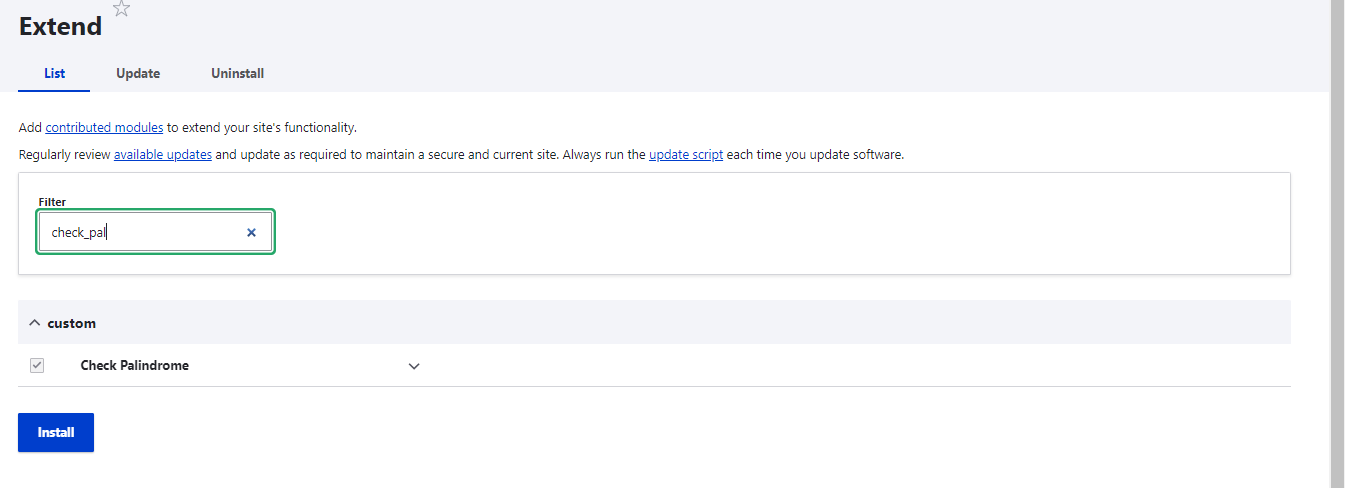 Extend
List
Update
Uninstall
Add contributed modules to extend your site's functionality.
Regularly review available updates and update as required to maintain a secure and current site. Always run the update script each time you update software.
Filter
check_pal
custom
Check Palindrome
Install